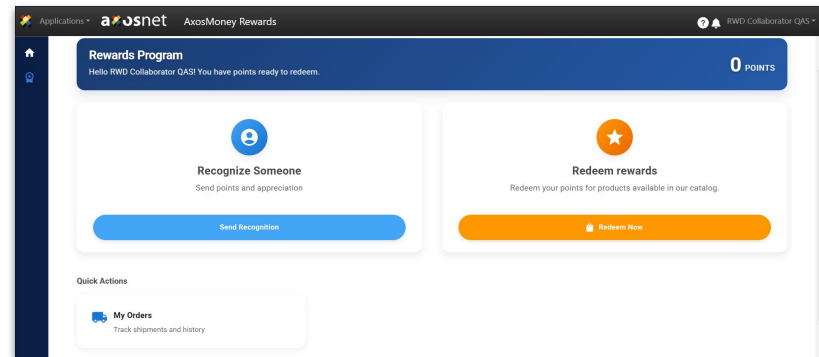 Applications axosnet AxosMoney Rewards ? RWD Collaborator QAS
Rewards Program
Hello RWD Collaborator QAS! You have points ready to redeem.
0 POINTS
Recognize Someone
Send points and appreciation
Send Recognition
Redeem rewards
Redeem your points for products available in our catalog.
Redeem Now
Quick Actions
My Orders
Track shipments and history